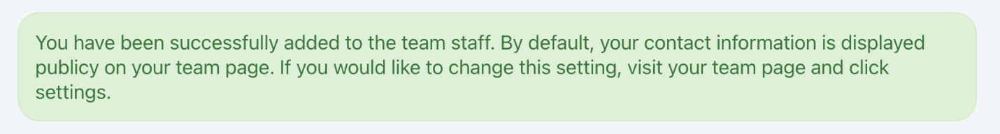 You have been successfully added to the team staff. By default, your contact information is displayed
publicy on your team page. If you would like to change this setting, visit your team page and click
settings.